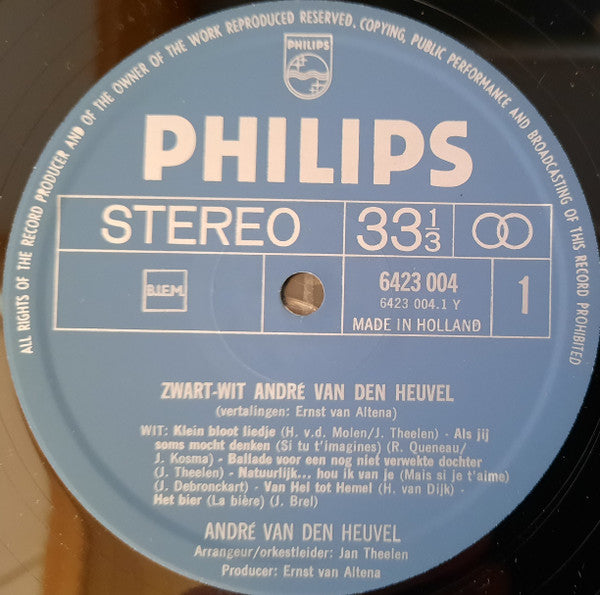 ALL RIGHTS OF THE RECORD PRODUCER AND OF THE OWNER OF THE WORK REPRODUCED RESERVED. COPYING, PUBLIC PERFORMANCE AND BROADCASTING OF THIS RECORD PROHIBITED
PHILIPS
PHILIPS
STEREO 33⅓
B.I.E.M. 6423 004 1
6423 004.1 Y
MADE IN HOLLAND
ZWART-WIT ANDRÉ VAN DEN HEUVEL
(vertalingen: Ernst van Altena)
WIT: Klein bloot liedje (H. v.d. Molen/J. Theelen) - Als jij
soms mocht denken (Si tu t'imagines) (R. Queneau/
J. Kosma) - Ballade voor een nog niet verwekte dochter
(J. Theelen) - Natuurlijk... hou ik van je (Mais si je t'aime)
(J. Debronckart) - Van Hel tot Hemel (H. van Dijk) -
Het bier (La bière) (J. Brel)
ANDRÉ VAN DEN HEUVEL
Arrangeur/orkestleider: Jan Theelen
Producer: Ernst van Altena